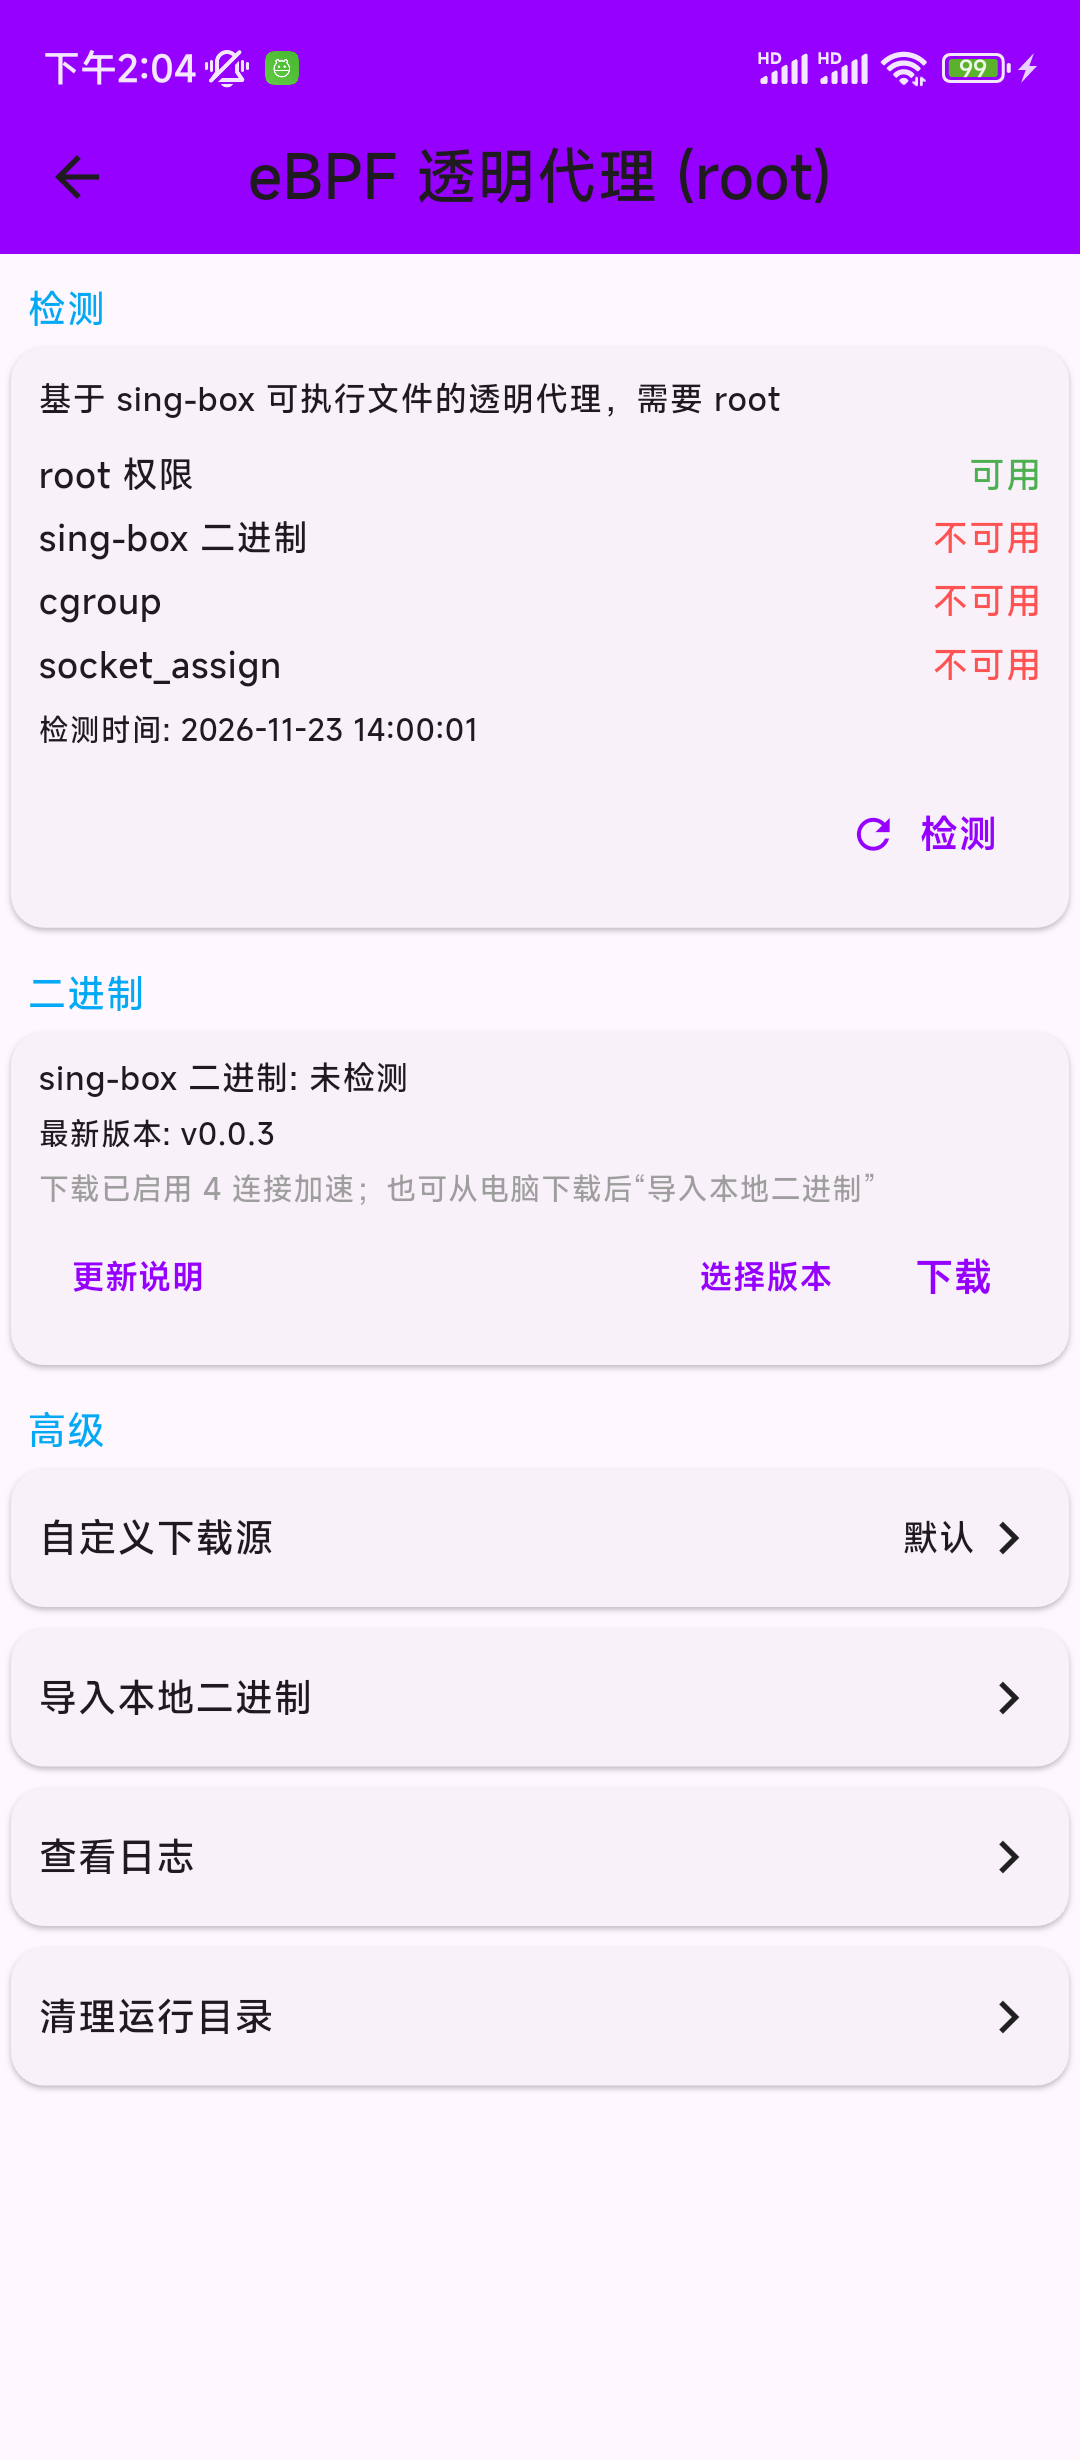 下午2:04 HD HD 99
eBPF 透明代理 (root)
检测
基于 sing-box 可执行文件的透明代理，需要 root
root 权限 可用
sing-box 二进制 不可用
cgroup 不可用
socket_assign 不可用
检测时间: 2026-11-23 14:00:01
检测
二进制
sing-box 二进制: 未检测
最新版本: v0.0.3
下载已启用 4 连接加速；也可从电脑下载后“导入本地二进制”
更新说明 选择版本 下载
高级
自定义下载源 默认
导入本地二进制
查看日志
清理运行目录